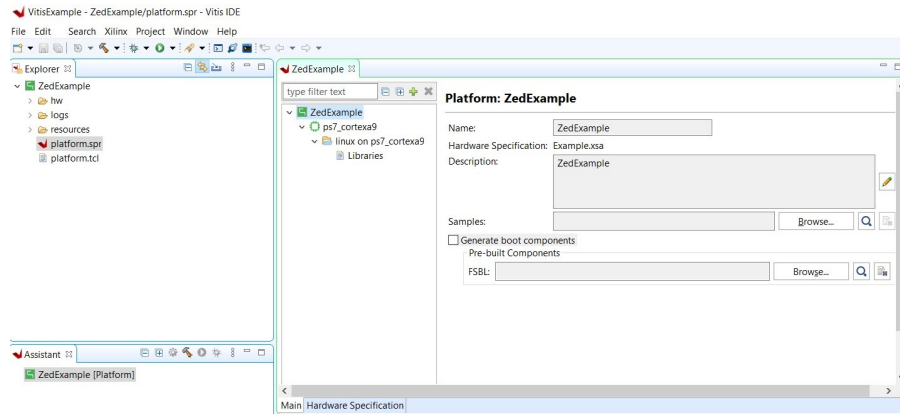 VitisExample - ZedExample/platform.spr - Vitis IDE
File Edit Search Xilinx Project Window Help
Explorer
ZedExample
hw
logs
resources
platform.spr
platform.tcl
Assistant
ZedExample [Platform]
ZedExample
type filter text
ZedExample
ps7_cortexa9
linux on ps7_cortexa9
Libraries
Platform: ZedExample
Name: ZedExample
Hardware Specification: Example.xsa
Description: ZedExample
Samples: Browse...
Generate boot components
Pre-built Components
FSBL: Browse...
Main Hardware Specification